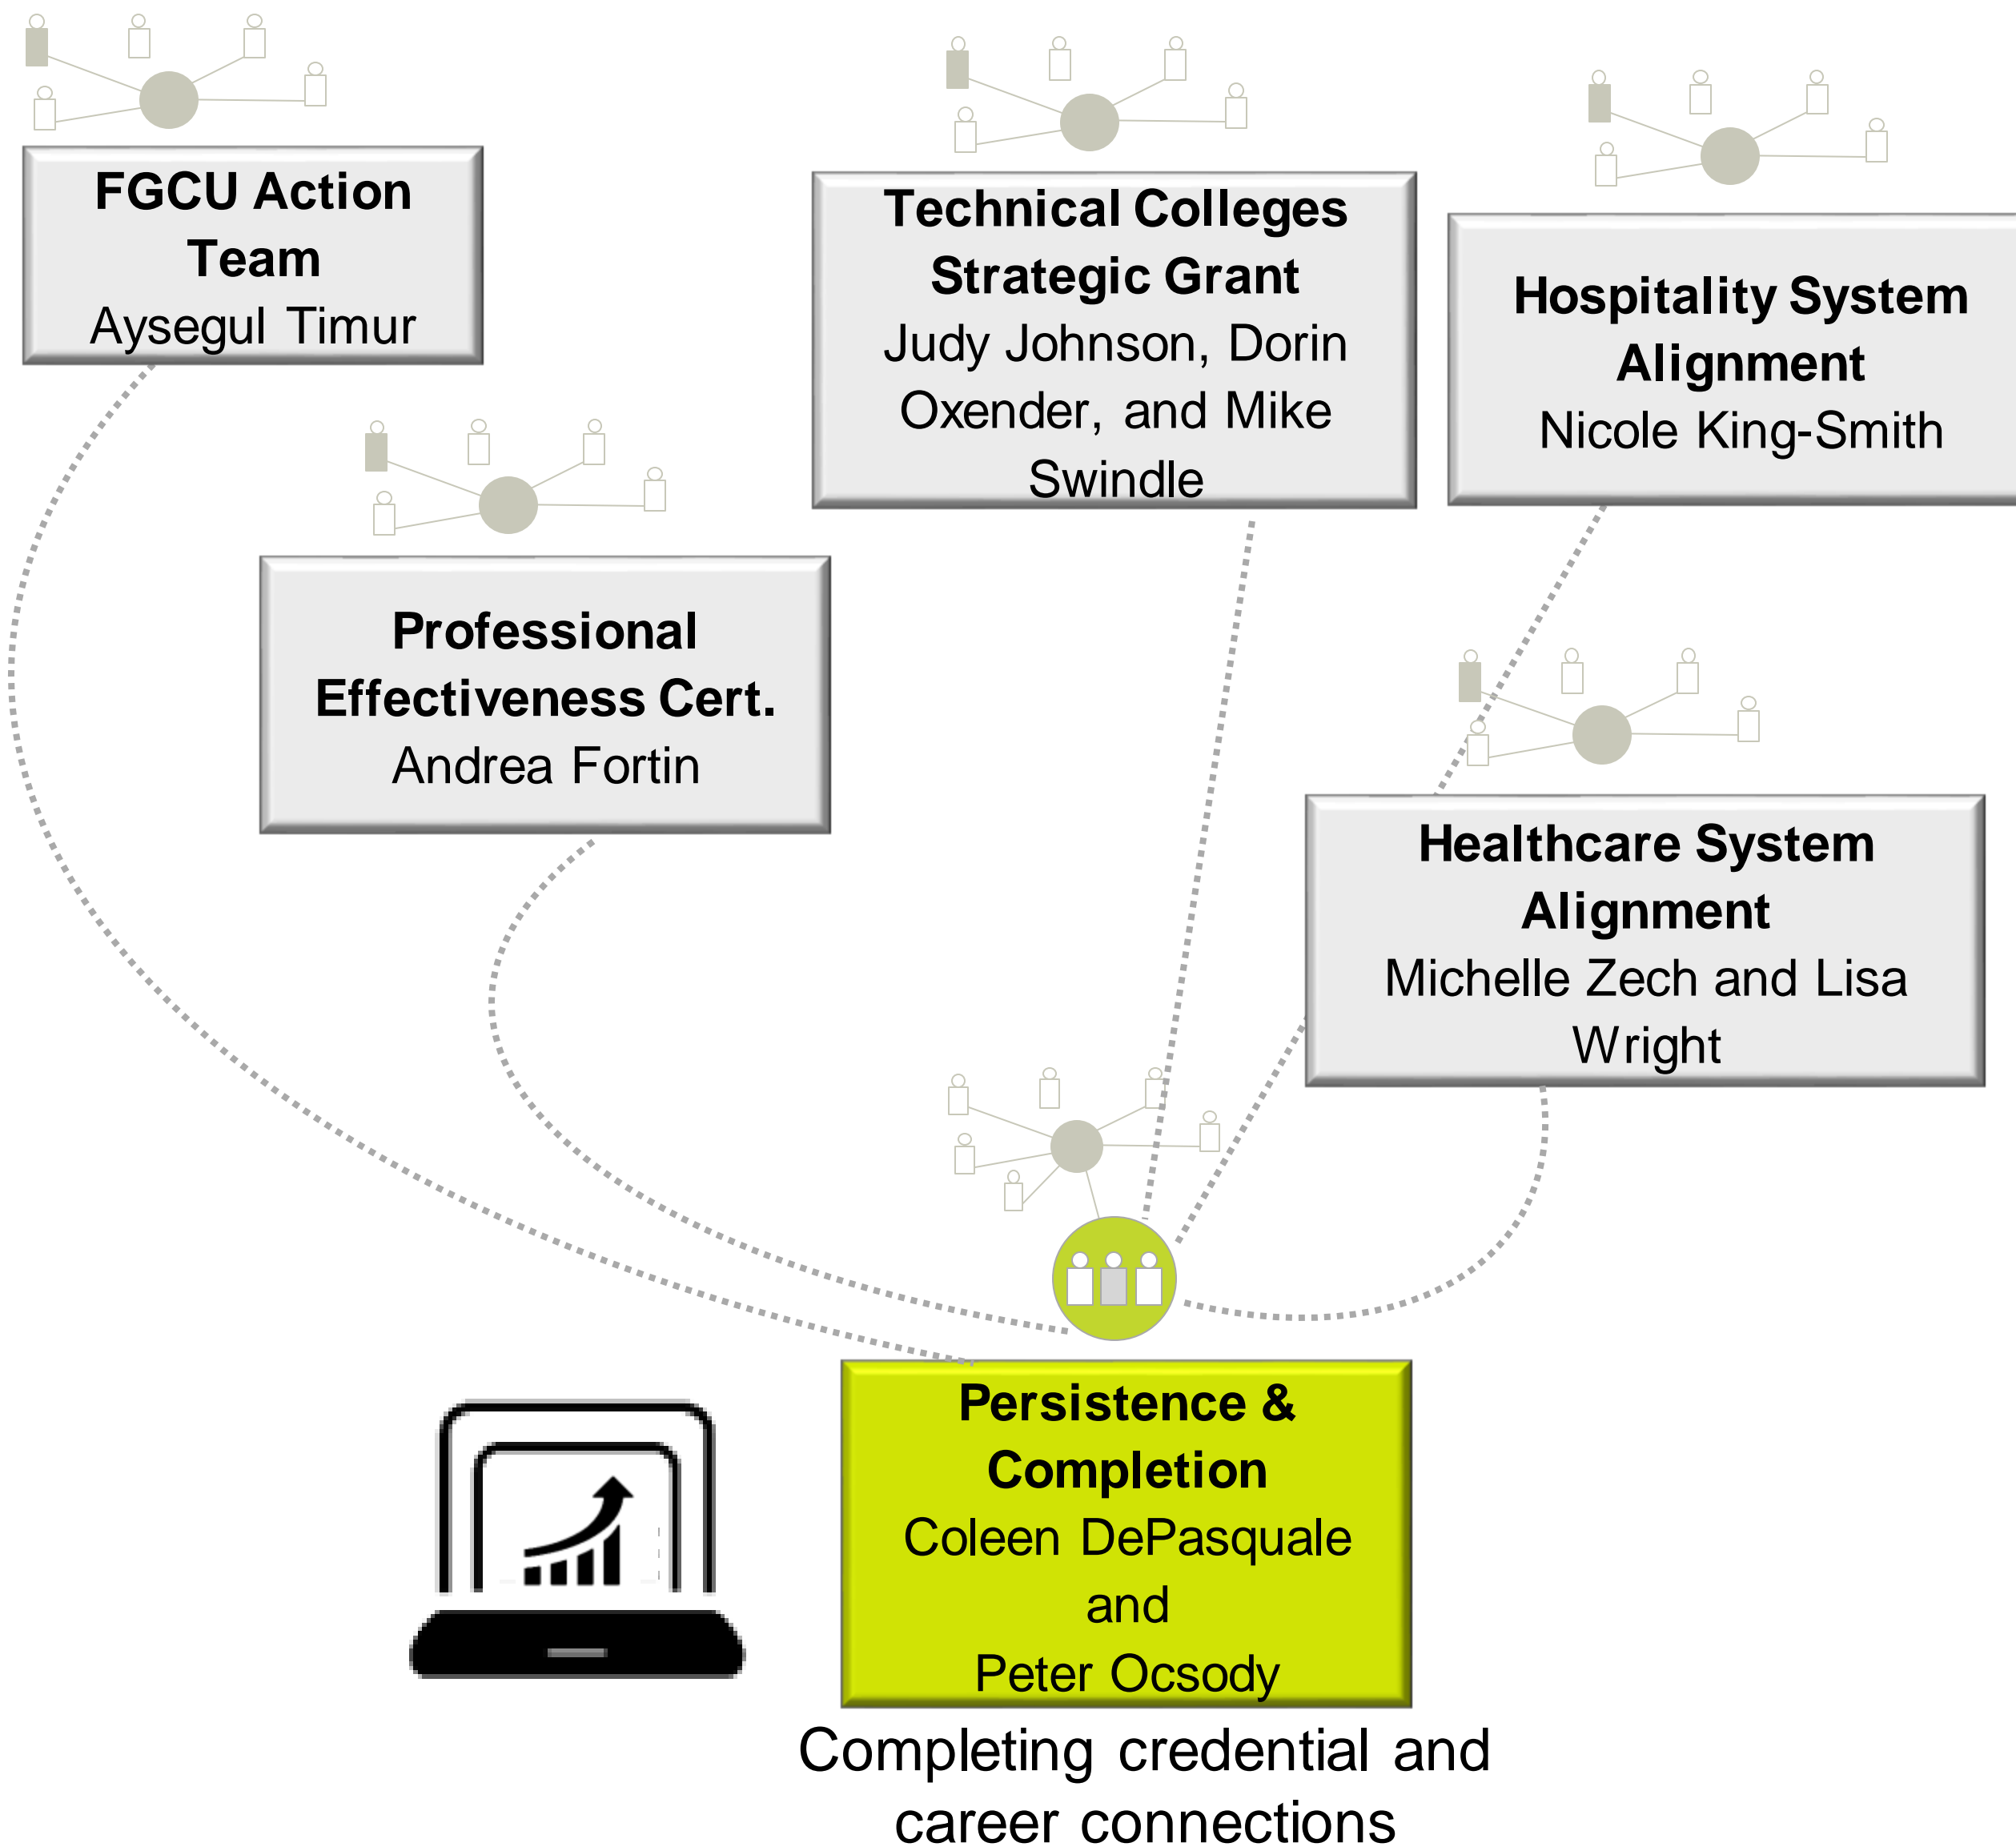 FGCU Action
Team
Aysegul Timur
Technical Colleges
Strategic Grant
Judy Johnson, Dorin
Oxender, and Mike
Swindle
Hospitality System
Alignment
Nicole King-Smith
Professional
Effectiveness Cert.
Andrea Fortin
Healthcare System
Alignment
Michelle Zech and Lisa
Wright
Persistence &
Completion
Coleen DePasquale
and
Peter Ocsody
Completing credential and
career connections